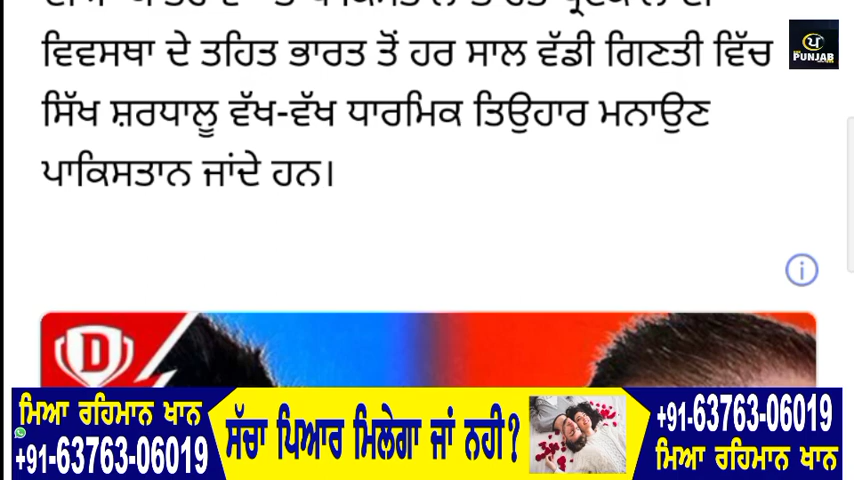 ਵਿਵਸਥਾ ਦੇ ਤਹਿਤ ਭਾਰਤ ਤੋਂ ਹਰ ਸਾਲ ਵੱਡੀ ਗਿਣਤੀ ਵਿੱਚ
ਸਿੱਖ ਸ਼ਰਧਾਲੂ ਵੱਖ-ਵੱਖ ਧਾਰਮਿਕ ਤਿਉਹਾਰ ਮਨਾਉਣ
ਪਾਕਿਸਤਾਨ ਜਾਂਦੇ ਹਨ।
ਪ
PUNJAB
D
ਮਿਆ ਰਹਿਮਾਨ ਖਾਨ
+91-63763-06019
ਸੱਚਾ ਪਿਆਰ ਮਿਲੇਗਾ ਜਾਂ ਨਹੀ?
+91-63763-06019
ਮਿਆ ਰਹਿਮਾਨ ਖਾਨ